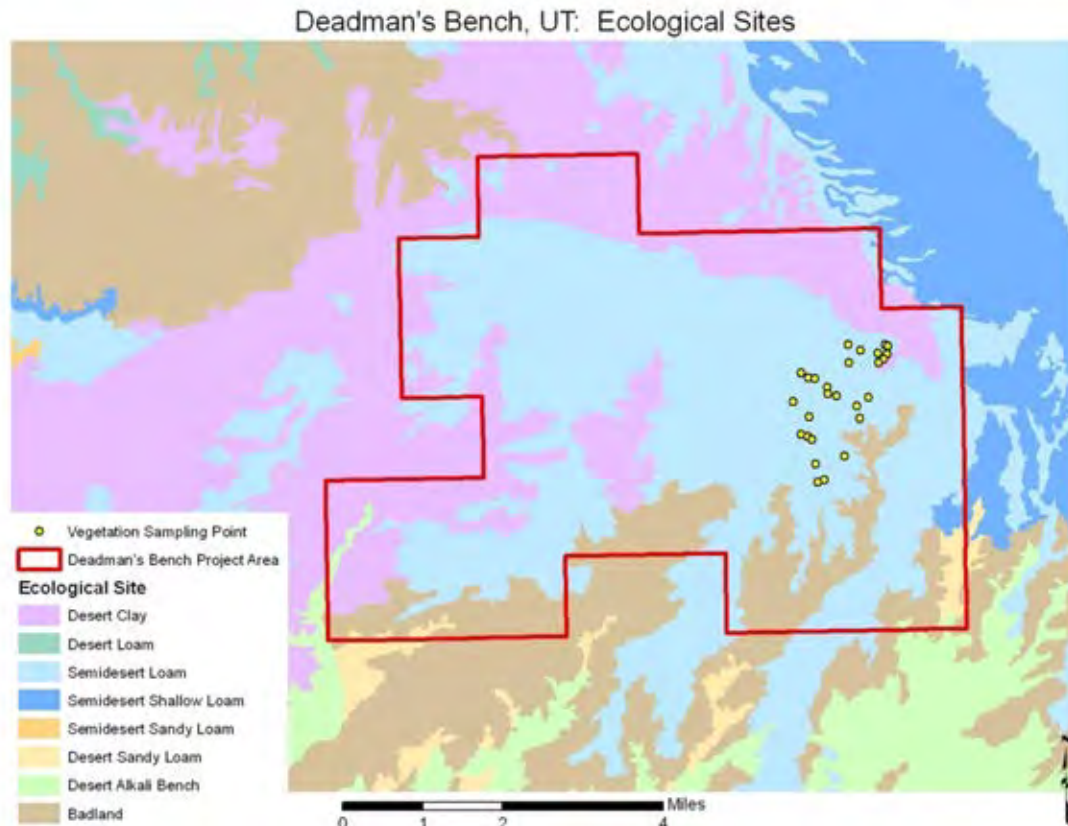 Deadman's Bench, UT: Ecological Sites
Vegetation Sampling Point
Deadman's Bench Project Area
Ecological Site
Desert Clay
Desert Loam
Semidesert Loam
Semidesert Shallow Loam
Semidesert Sandy Loam
Desert Sandy Loam
Desert Alkali Bench
Badland
Miles
0 1 2 4